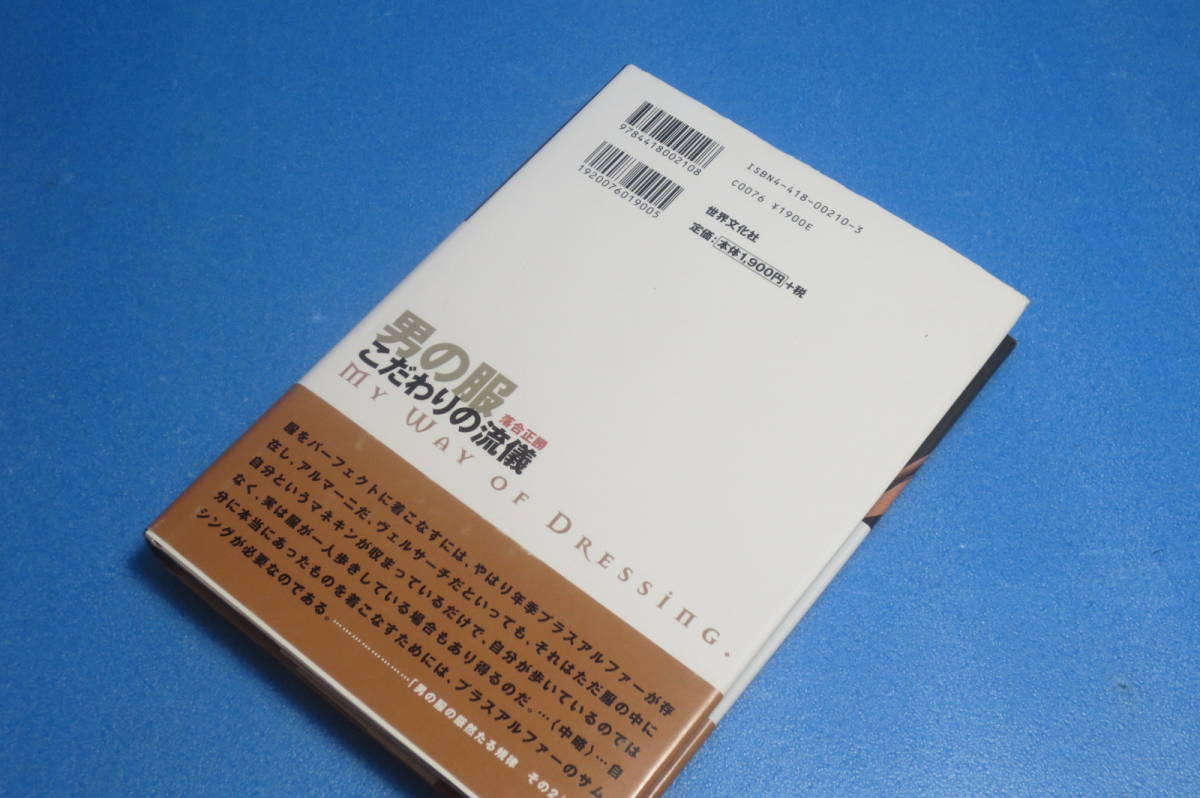 9784418002108
1920076019005
ISBN4-418-00210-3
C0076 ¥1900E
世界文化社
定価:本体1,900円+税
男の服
こだわりの流儀
落合正勝
MY WAY OF DRESSING.
服をパーフェクトに着こなすには、やはり年季プラスアルファーが存
在し、アルマーニだ、ヴェルサーチだといっても、それはただ服の中に
自分というマネキンが収まっているだけで、自分が歩いているのでは
なく、実は服が一人歩きしている場合もあり得るのだ。…(中略)…自
分に本当にあったものを着こなすためには、プラスアルファーのサム
シングが必要なのである。
…………………「男の服の厳然たる規律 その2」